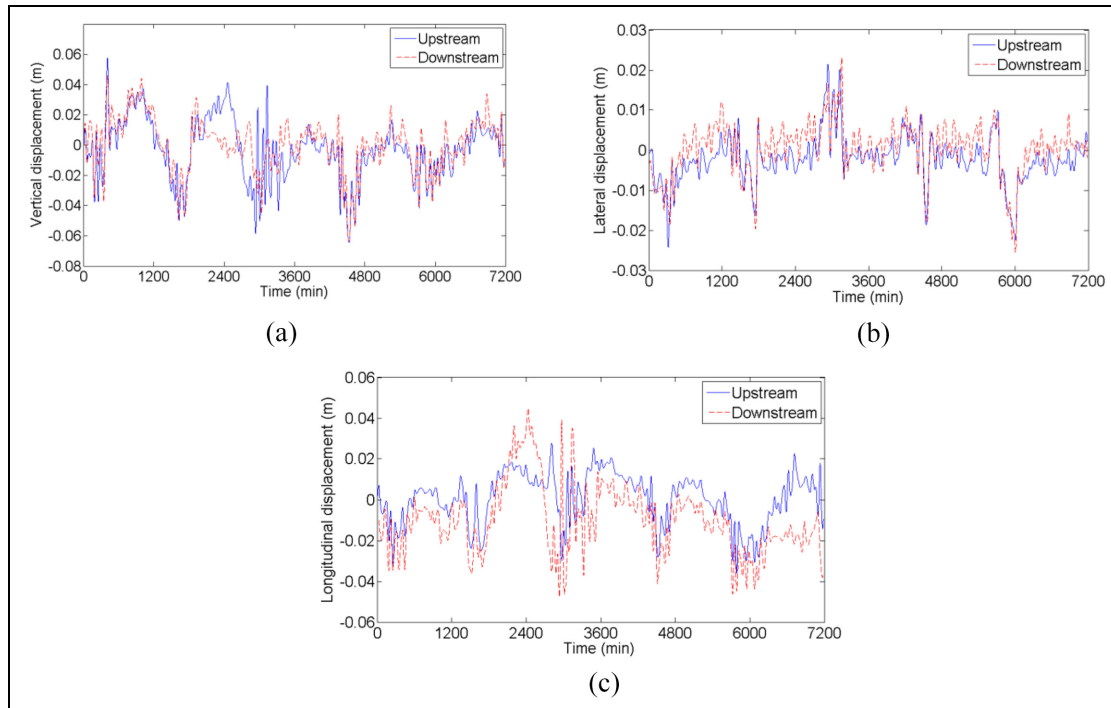 0.06
0.04
0.02
0
-0.02
-0.04
-0.06
-0.08
Vertical displacement (m)
Upstream
Downstream
0 1200 2400 3600 4800 6000 7200
Time (min)
(a)
0.03
0.02
0.01
0
-0.01
-0.02
-0.03
Lateral displacement (m)
Upstream
Downstream
0 1200 2400 3600 4800 6000 7200
Time (min)
(b)
0.06
0.04
0.02
0
-0.02
-0.04
-0.06
Longitudinal displacement (m)
Upstream
Downstream
0 1200 2400 3600 4800 6000 7200
Time (min)
(c)